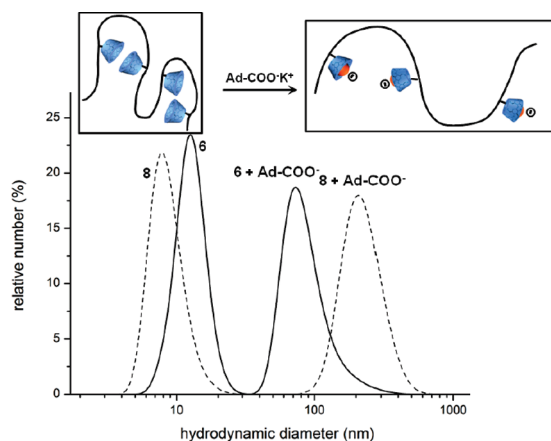 Ad-COO·K⁺
25
20
15
10
5
0
relative number (%)
8
6
6 + Ad-COO⁻
8 + Ad-COO⁻
10
100
1000
hydrodynamic diameter (nm)